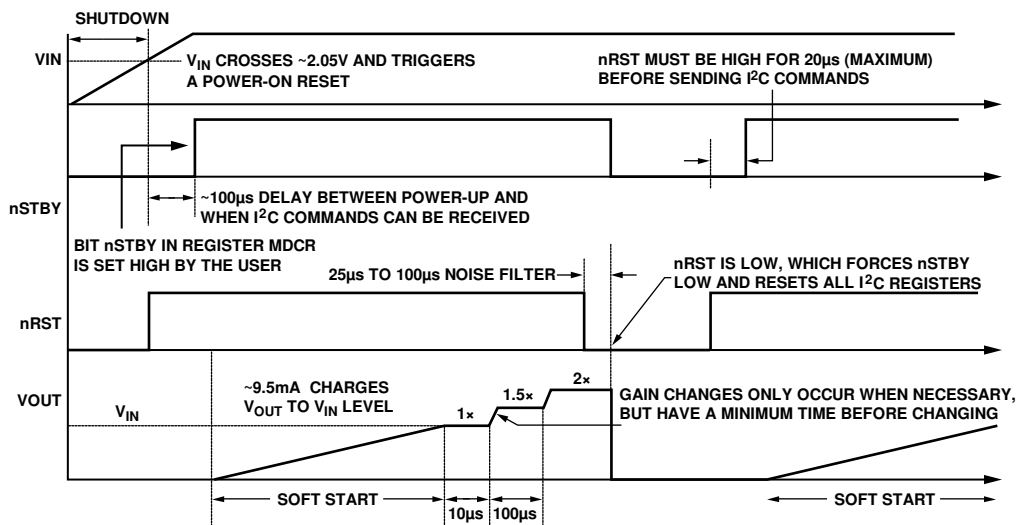 SHUTDOWN
VIN
VIN CROSSES ~2.05V AND TRIGGERS
A POWER-ON RESET
nRST MUST BE HIGH FOR 20µs (MAXIMUM)
BEFORE SENDING I2C COMMANDS
nSTBY
~100µs DELAY BETWEEN POWER-UP AND
WHEN I2C COMMANDS CAN BE RECEIVED
BIT nSTBY IN REGISTER MDCR
IS SET HIGH BY THE USER
25µs TO 100µs NOISE FILTER
nRST IS LOW, WHICH FORCES nSTBY
LOW AND RESETS ALL I2C REGISTERS
nRST
VOUT
VIN
~9.5mA CHARGES
VOUT TO VIN LEVEL
1×
1.5×
2×
GAIN CHANGES ONLY OCCUR WHEN NECESSARY,
BUT HAVE A MINIMUM TIME BEFORE CHANGING
SOFT START
10µs
100µs
SOFT START